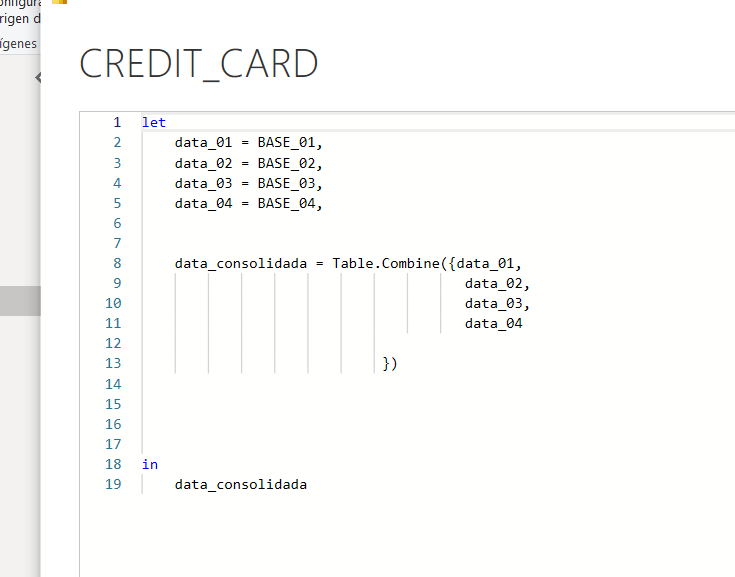 rigen d
ígenes
CREDIT_CARD
1 let
2 data_01 = BASE_01,
3 data_02 = BASE_02,
4 data_03 = BASE_03,
5 data_04 = BASE_04,
6
7
8 data_consolidada = Table.Combine({data_01,
9 data_02,
10 data_03,
11 data_04
12
13 })
14
15
16
17
18 in
19 data_consolidada